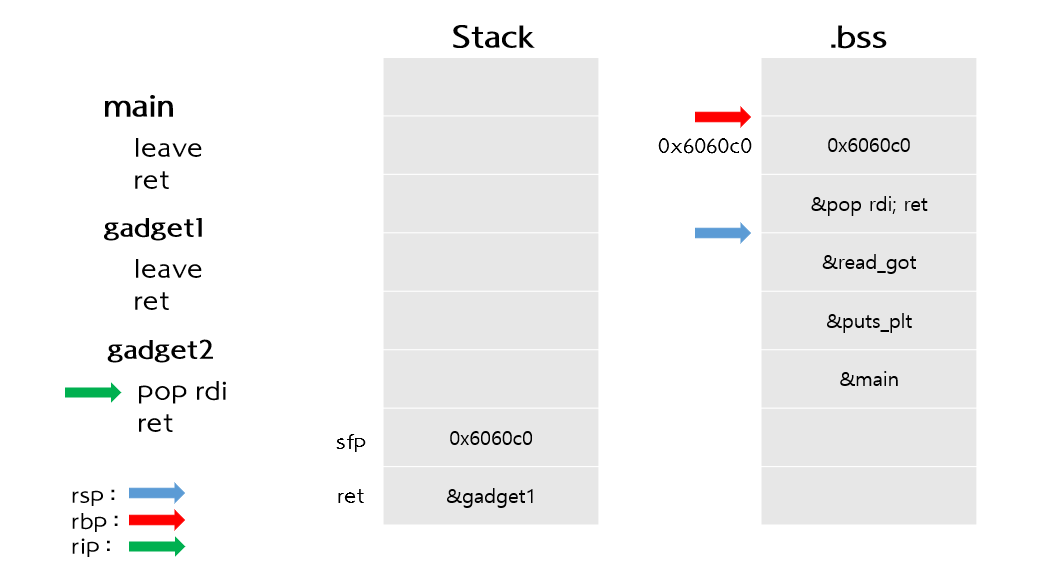 Stack
.bss
main
leave
ret
gadget1
leave
ret
gadget2
pop rdi
ret
rsp :
rbp :
rip :
sfp
0x6060c0
ret
&gadget1
0x6060c0
0x6060c0
&pop rdi; ret
&read_got
&puts_plt
&main